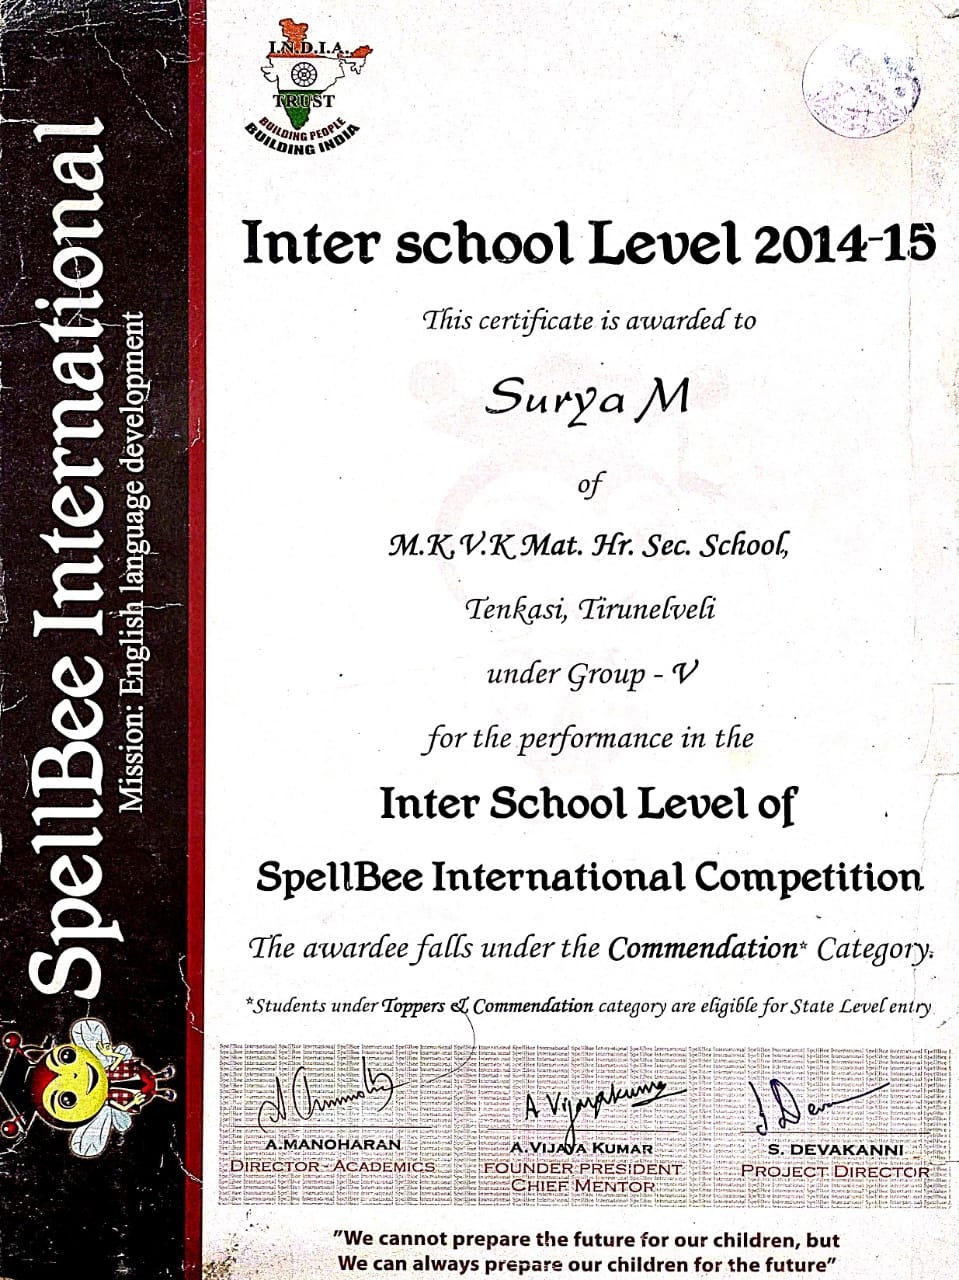 I.N.D.I.A.
TRUST
BUILDING PEOPLE
BUILDING INDIA
SpellBee International
Mission: English language development
Inter school Level 2014-15
This certificate is awarded to
Surya M
of
M.K.V.K Mat. Hr. Sec. School,
Tenkasi, Tirunelveli
under Group - V
for the performance in the
Inter School Level of
SpellBee International Competition
The awardee falls under the Commendation* Category.
*Students under Toppers & Commendation category are eligible for State Level entry
A Vijayakumar
A.MANOHARAN
DIRECTOR - ACADEMICS
A.VIJAYA KUMAR
FOUNDER PRESIDENT
CHIEF MENTOR
S. DEVAKANNI
PROJECT DIRECTOR
"We cannot prepare the future for our children, but
We can always prepare our children for the future"